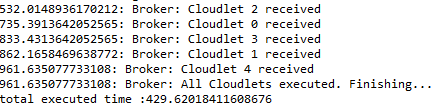 532.0148936170212: Broker: Cloudlet 2 received
735.3913642052565: Broker: Cloudlet 0 received
833.4313642052565: Broker: Cloudlet 3 received
862.1658469638772: Broker: Cloudlet 1 received
961.635077733108: Broker: Cloudlet 4 received
961.635077733108: Broker: All Cloudlets executed. Finishing...
total executed time :429.62018411608676